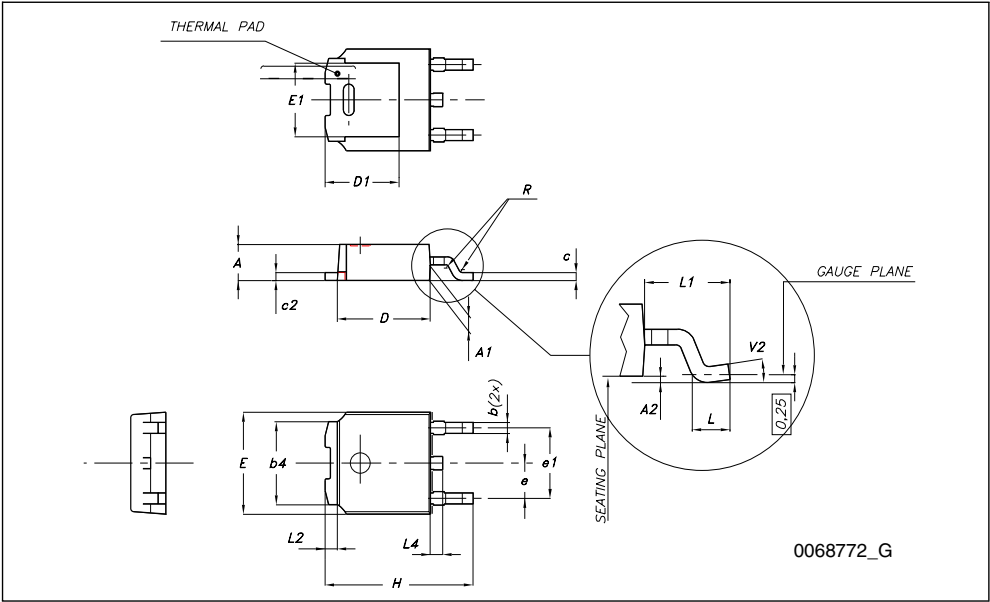 THERMAL PAD
E1
D1
R
A
c2
D
A1
c
L1
GAUGE PLANE
V2
A2
L
0,25
SEATING PLANE
b(2x)
E
b4
e
e1
L2
L4
H
0068772_G